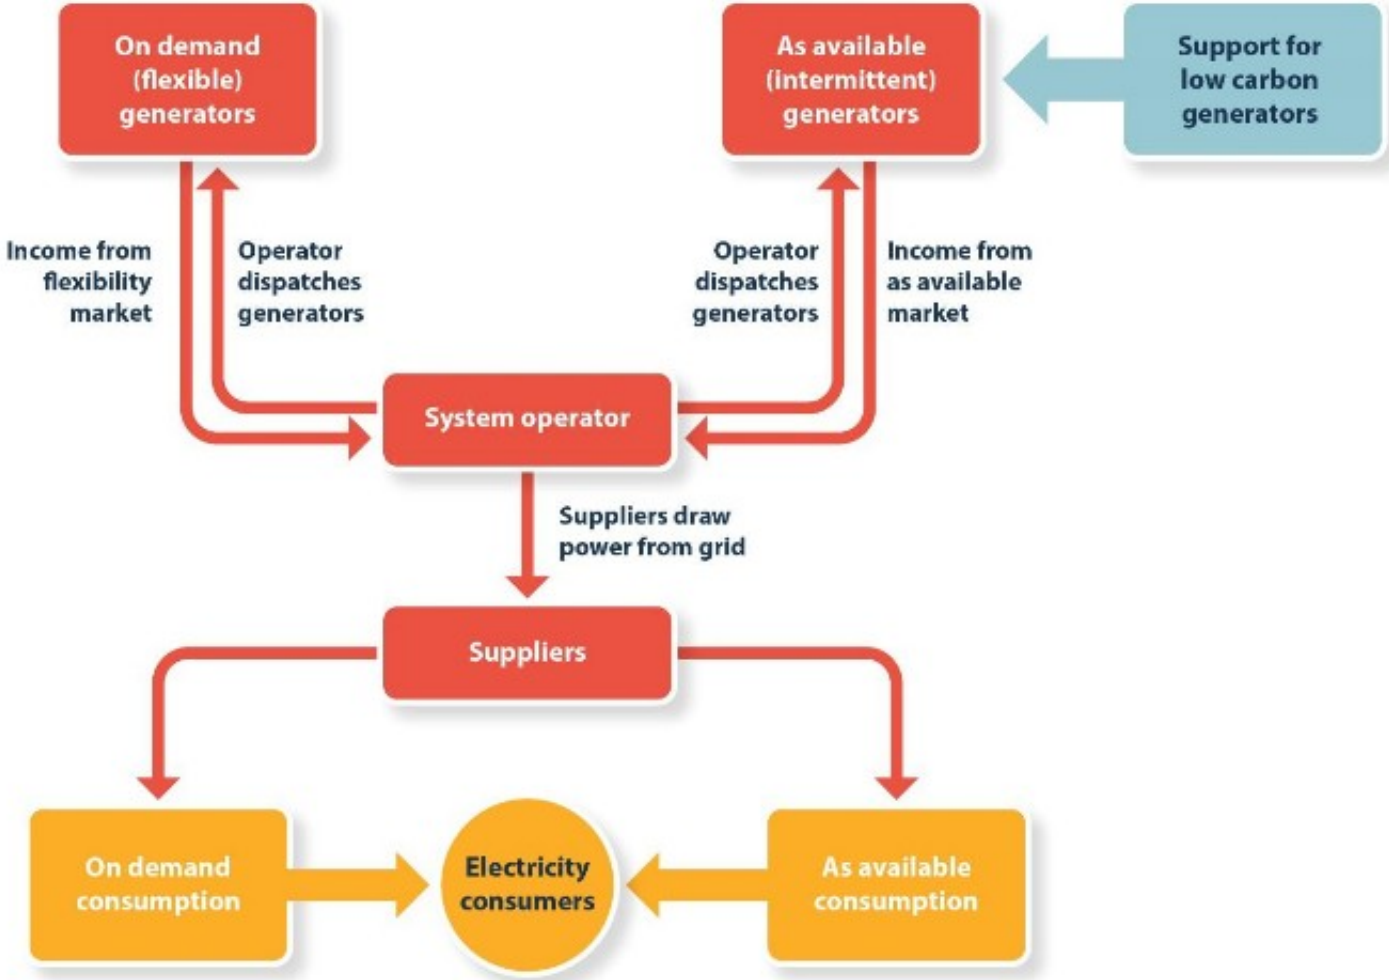 On demand
(flexible)
generators
As available
(intermittent)
generators
Support for
low carbon
generators
Income from
flexibility
market
Operator
dispatches
generators
Operator
dispatches
generators
Income from
as available
market
System operator
Suppliers draw
power from grid
Suppliers
On demand
consumption
Electricity
consumers
As available
consumption